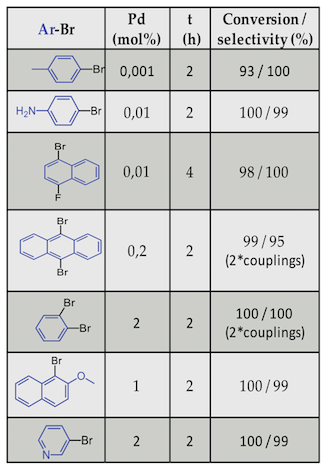 Ar-Br Pd (mol%) t (h) Conversion / selectivity (%)
Br 0,001 2 93 / 100
H₂N Br 0,01 2 100 / 99
Br
F 0,01 4 98 / 100
Br
Br 0,2 2 99 / 95
(2*couplings)
Br
Br 2 2 100 / 100
(2*couplings)
Br
O 1 2 100 / 99
Br
N 2 2 100 / 99